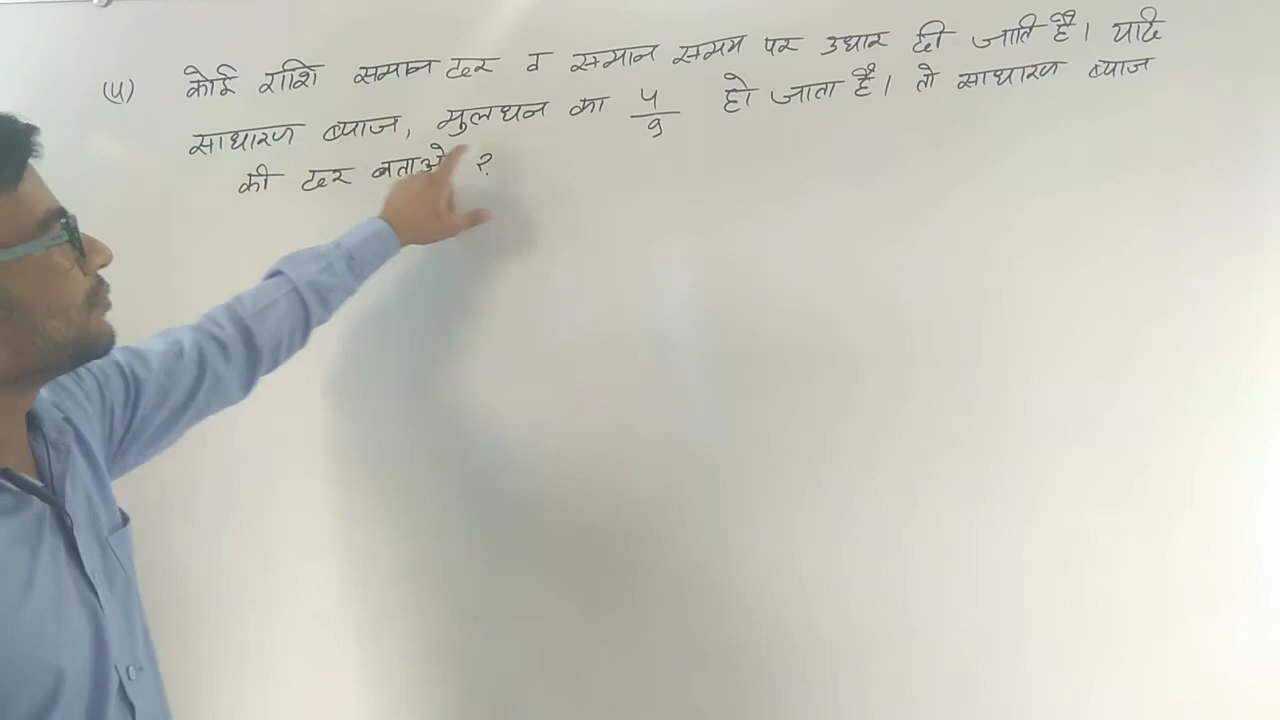 (4) कोई राशि समान दर व समान समय पर उधार दी जाति है। यदि
साधारण ब्याज, मुलधन का 4/9 हो जाता है। तो साधारण ब्याज
की दर बताओ ?